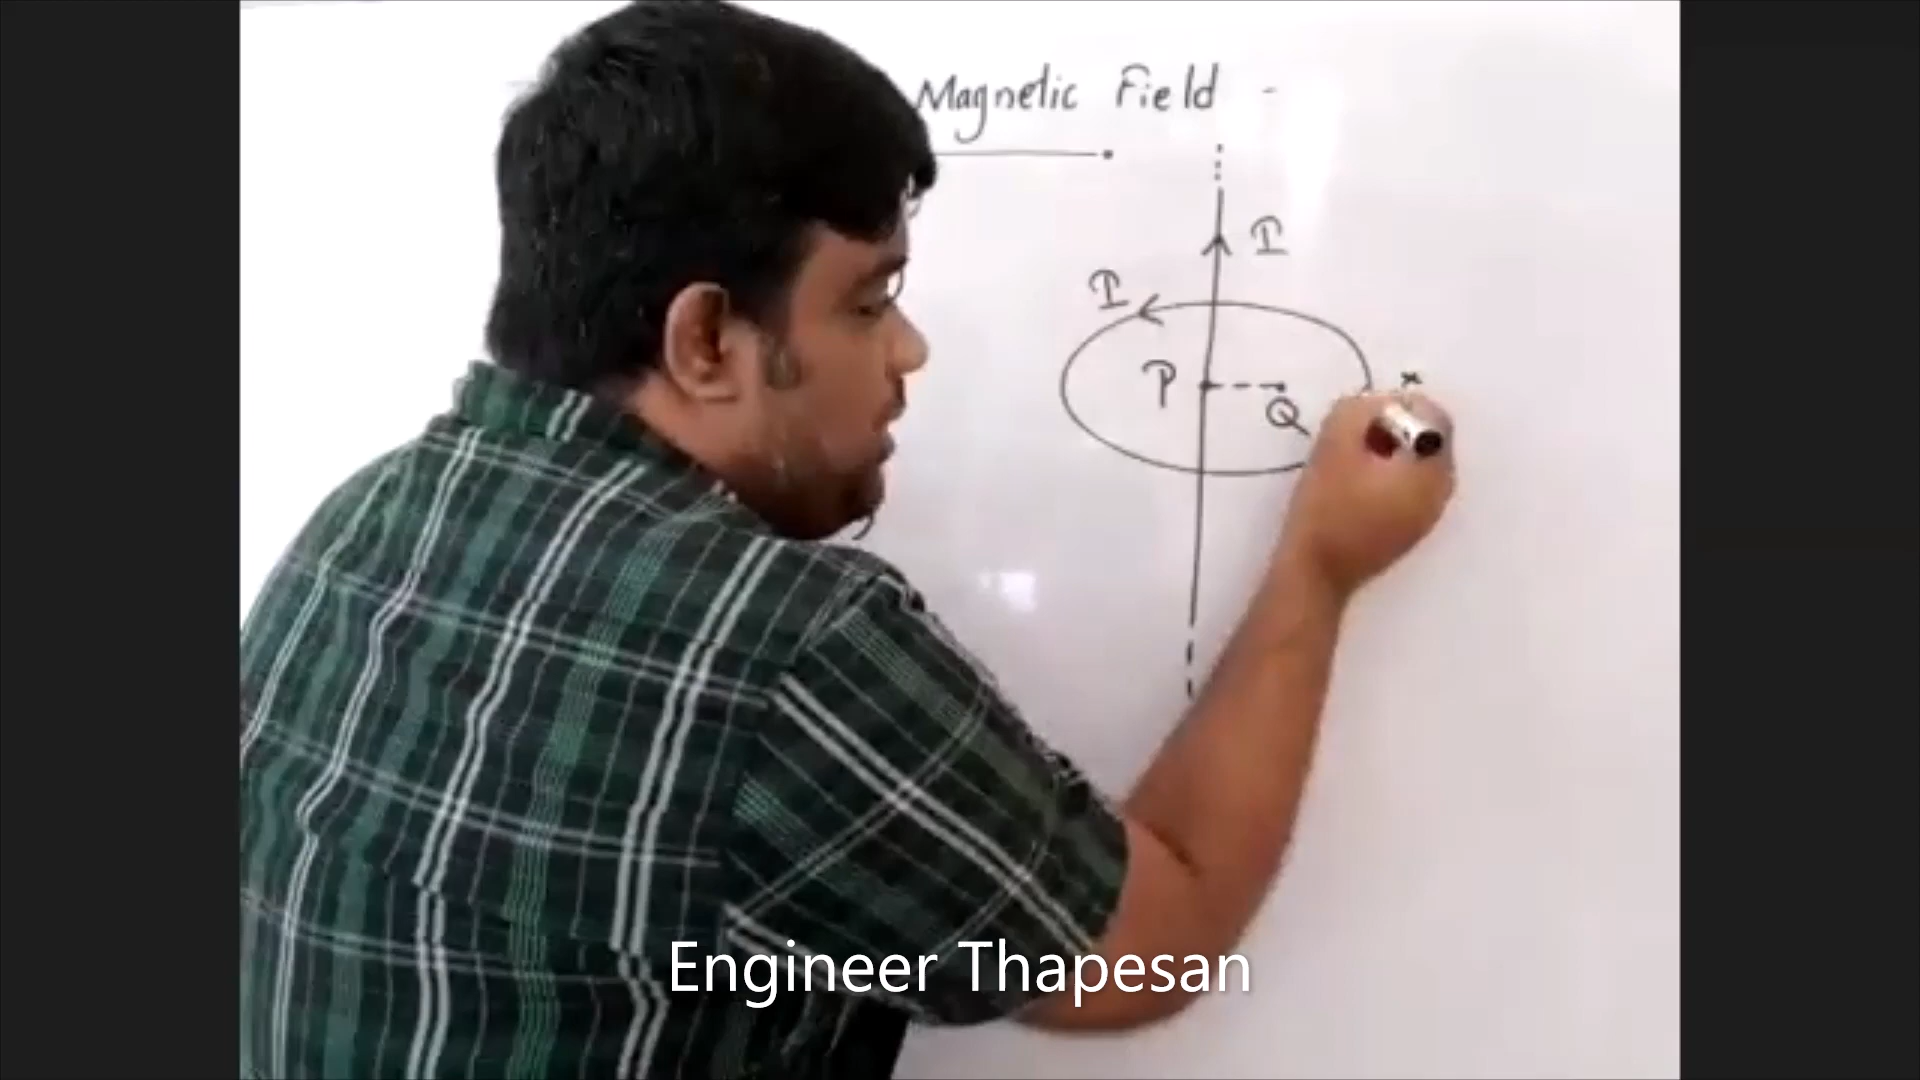 Magnetic Field -
I
I
P
Q
x
Engineer Thapesan